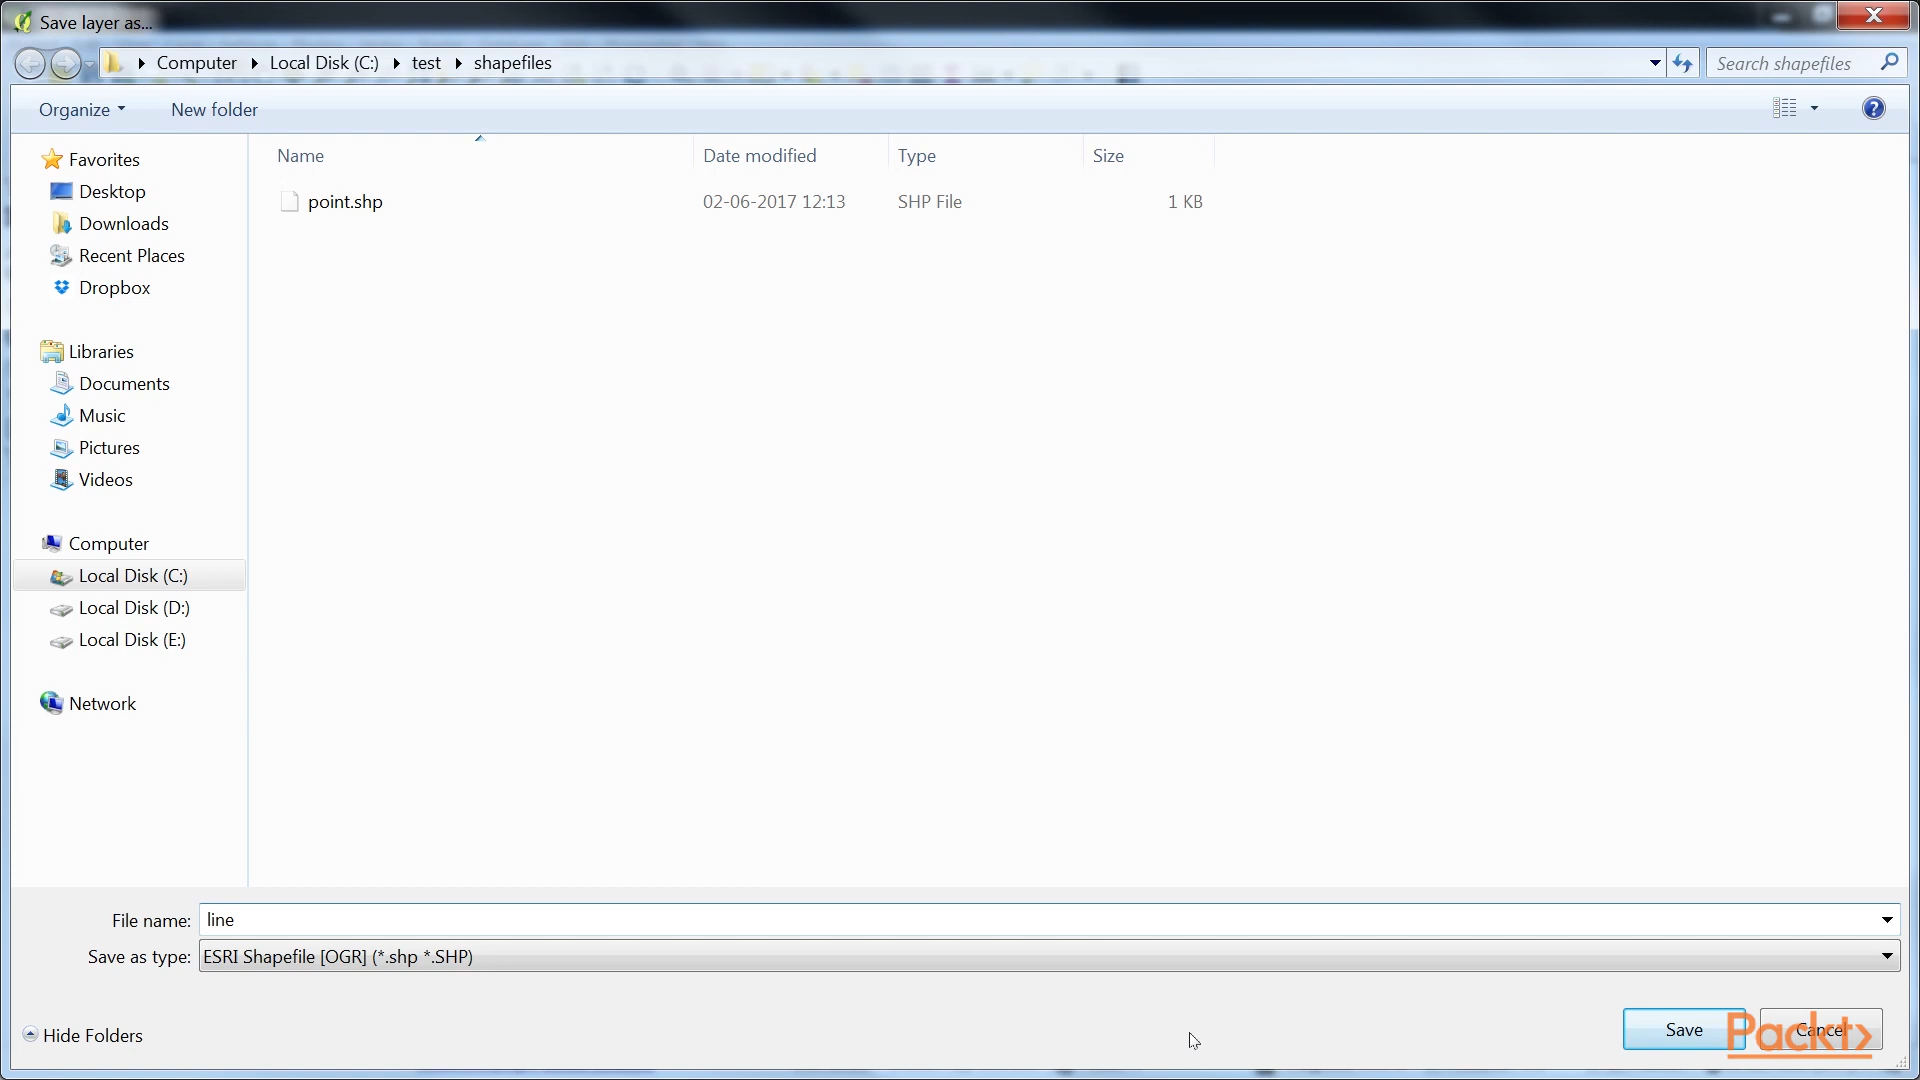 Save layer as...
Computer Local Disk (C:) test shapefiles
Search shapefiles
Organize New folder
Name Date modified Type Size
point.shp 02-06-2017 12:13 SHP File 1 KB
Favorites
Desktop
Downloads
Recent Places
Dropbox
Libraries
Documents
Music
Pictures
Videos
Computer
Local Disk (C:)
Local Disk (D:)
Local Disk (E:)
Network
File name: line
Save as type: ESRI Shapefile [OGR] (*.shp *.SHP)
Hide Folders
Save Cancel
Packt>